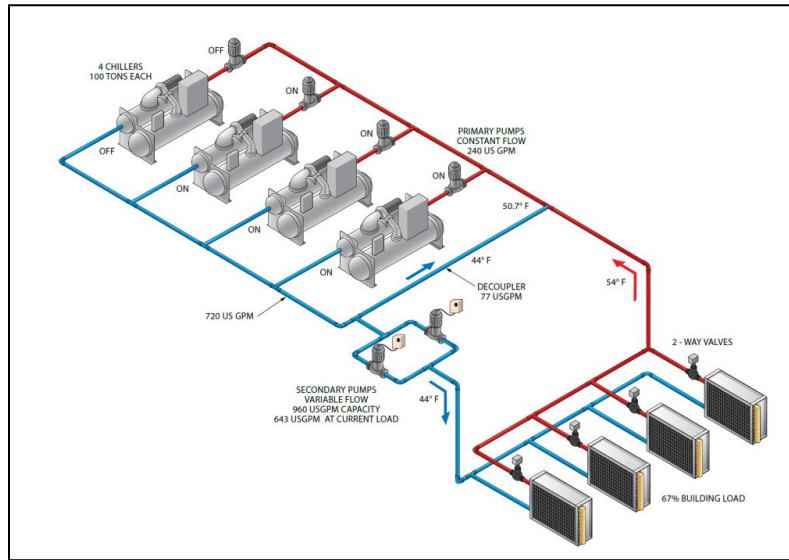 4 CHILLERS
100 TONS EACH
OFF
OFF
ON
ON
ON
ON
ON
ON
PRIMARY PUMPS
CONSTANT FLOW
240 US GPM
50.7° F
44° F
DECOUPLER
77 USGPM
54° F
720 US GPM
2 - WAY VALVES
SECONDARY PUMPS
VARIABLE FLOW
960 USGPM CAPACITY
643 USGPM AT CURRENT LOAD
44° F
67% BUILDING LOAD